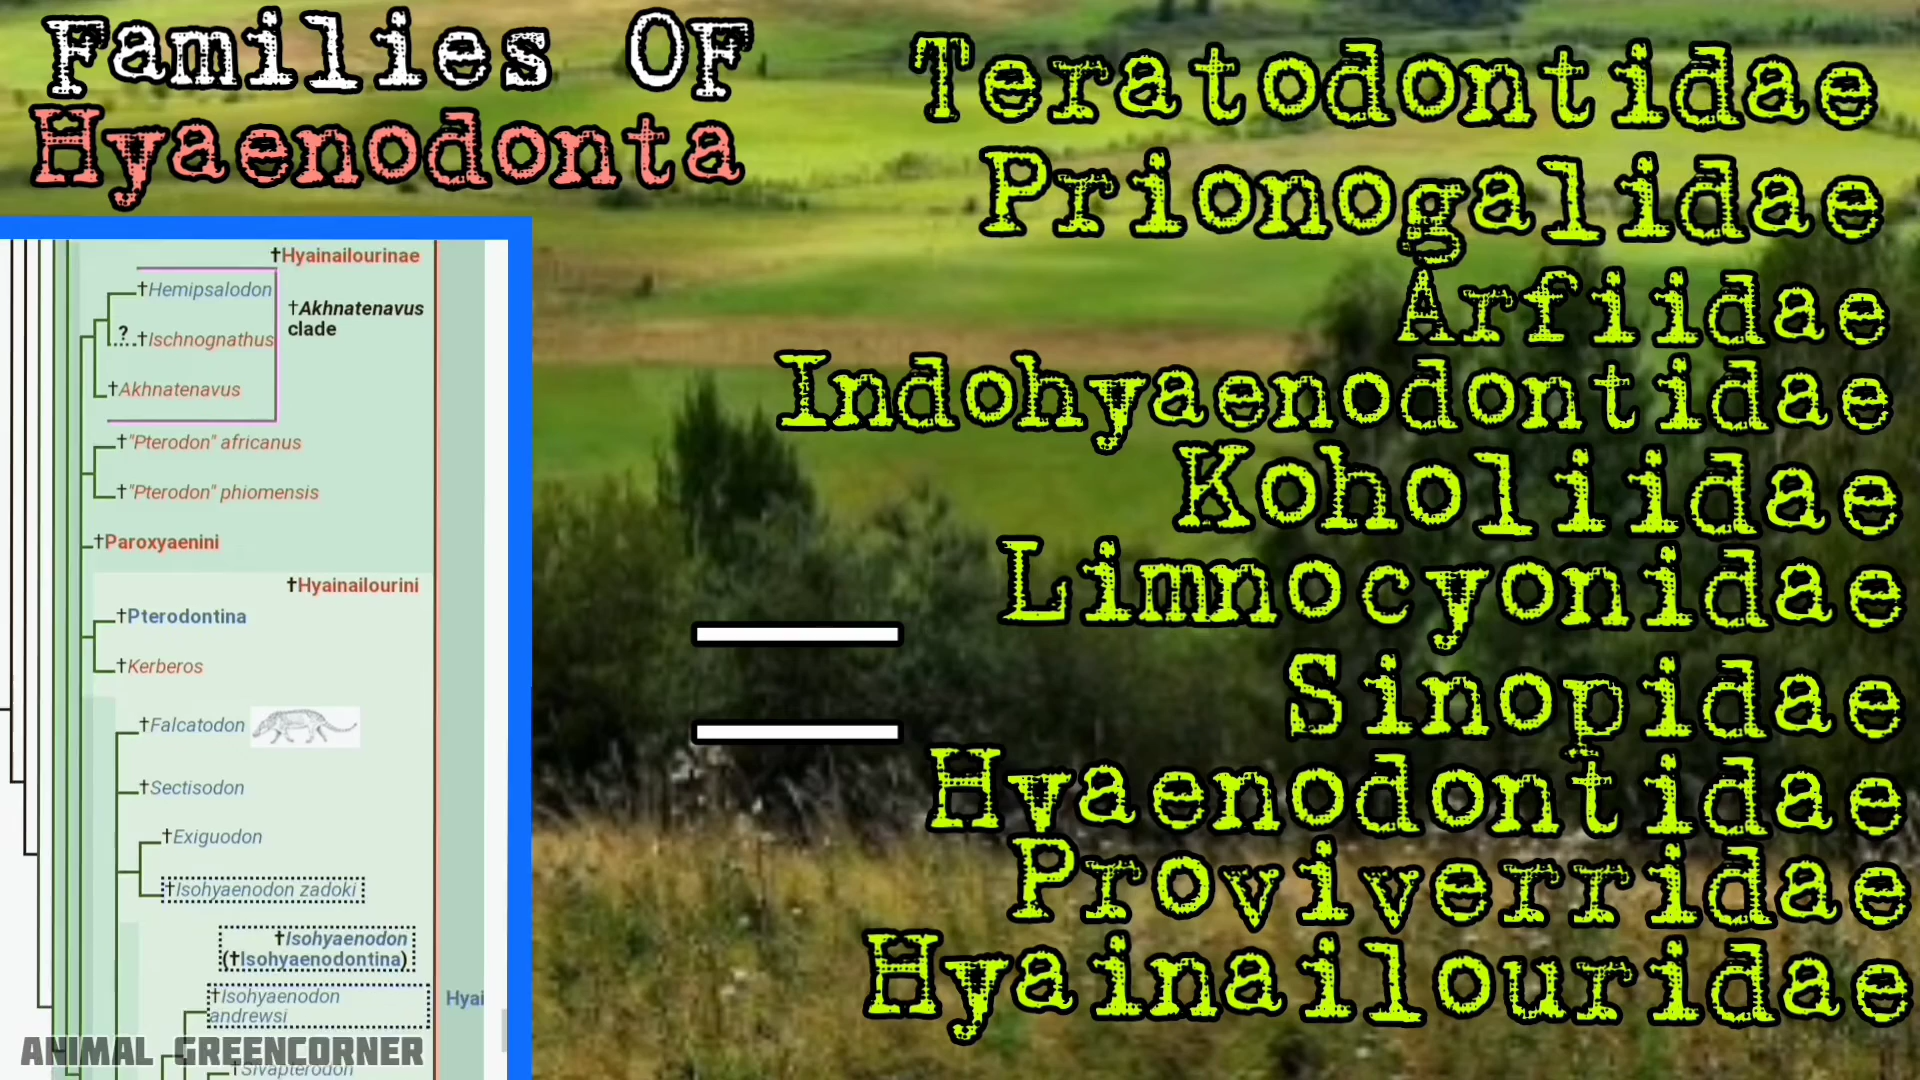 Families OF
Hyaenodonta
Teratodontidae
Prionogalidae
Arfiidae
Indohyaenodontidae
Koholiidae
Limnocyonidae
Sinopidae
Hyaenodontidae
Proviverridae
Hyainailouridae
†Hyainailourinae
†Hemipsalodon
†Akhnatenavus
clade
?
†Ischnognathus
†Akhnatenavus
†"Pterodon" africanus
†"Pterodon" phiomensis
†Paroxyaenini
†Hyainailourini
†Pterodontina
†Kerberos
†Falcatodon
†Sectisodon
†Exiguodon
†Isohyaenodon zadoki
†Isohyaenodon
(†Isohyaenodontina)
†Isohyaenodon
andrewsi
Hyai
ANIMAL GREENCORNER
†Sivapterodon